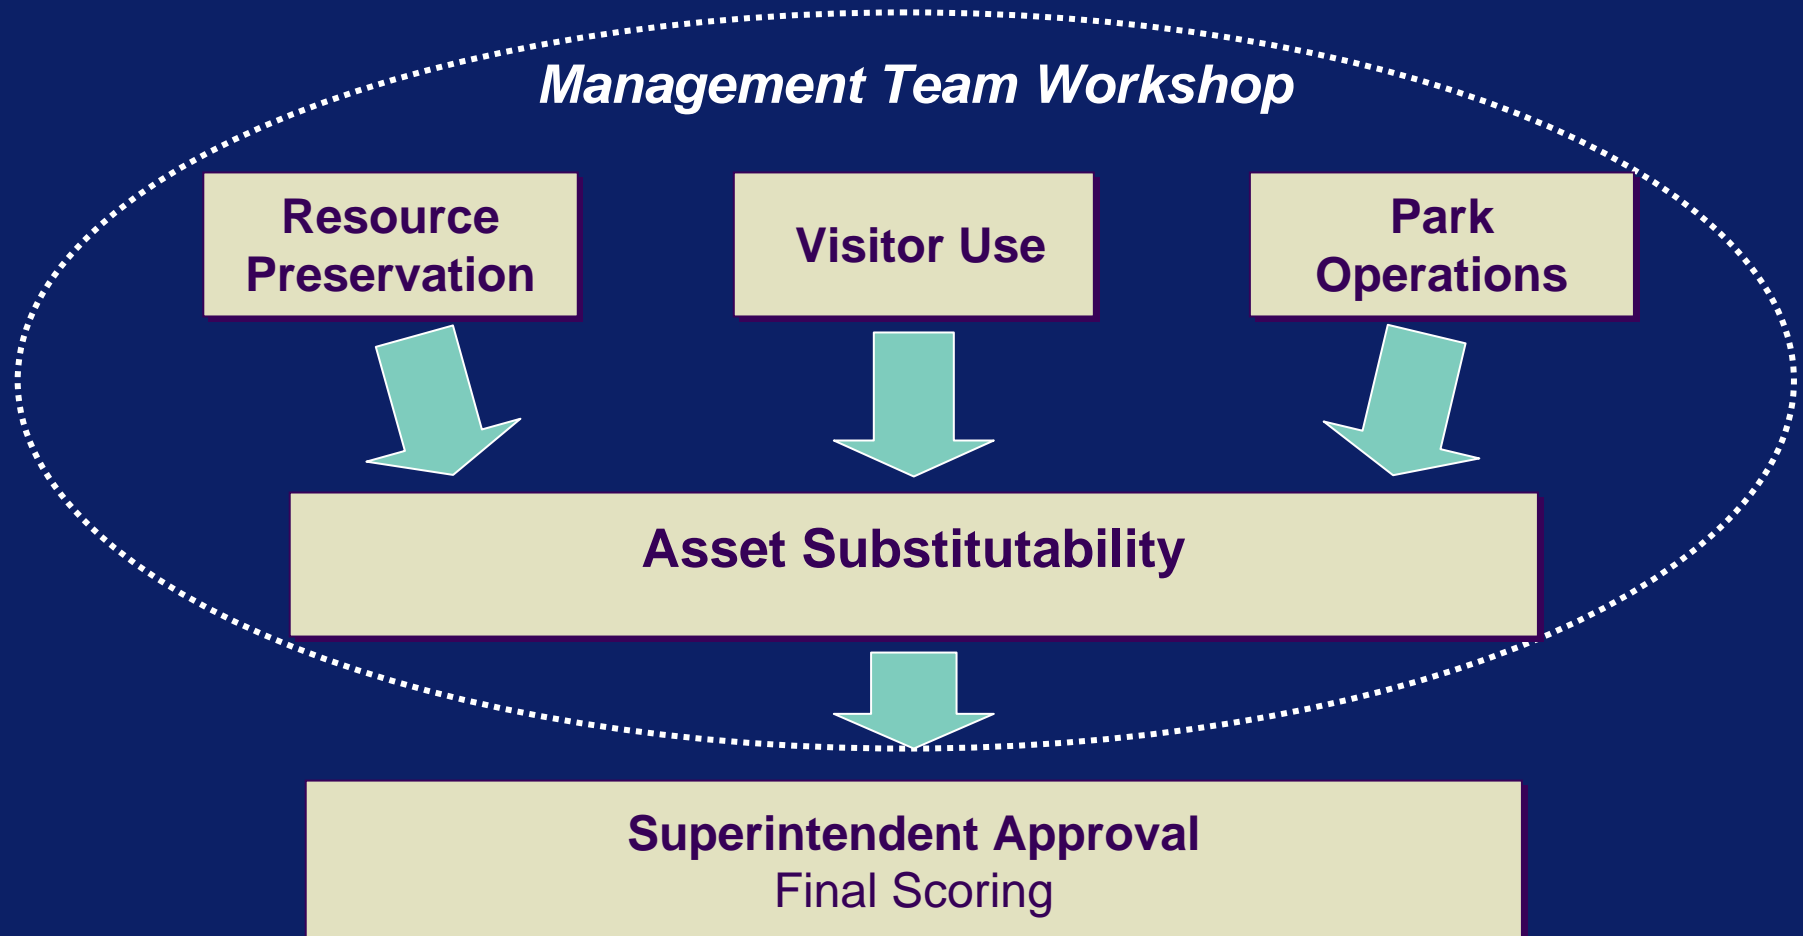 Management Team Workshop
Resource
Preservation
Visitor Use
Park
Operations
Asset Substitutability
Superintendent Approval
Final Scoring